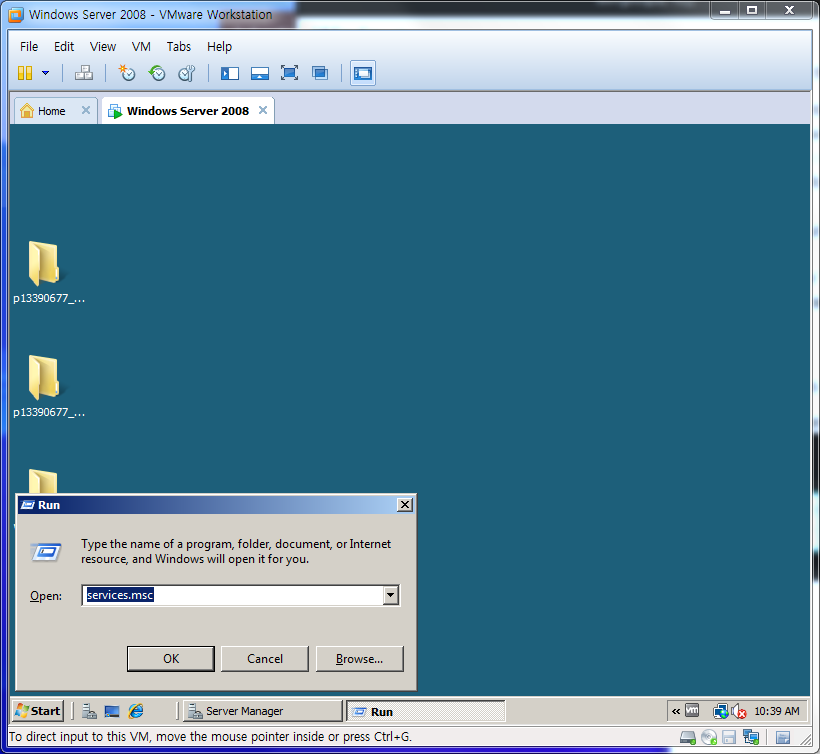 Windows Server 2008 - VMware Workstation
File Edit View VM Tabs Help
Home
Windows Server 2008
p13390677_...
p13390677_...
Run
Type the name of a program, folder, document, or Internet
resource, and Windows will open it for you.
Open: services.msc
OK Cancel Browse...
Start Server Manager Run vm 10:39 AM
To direct input to this VM, move the mouse pointer inside or press Ctrl+G.